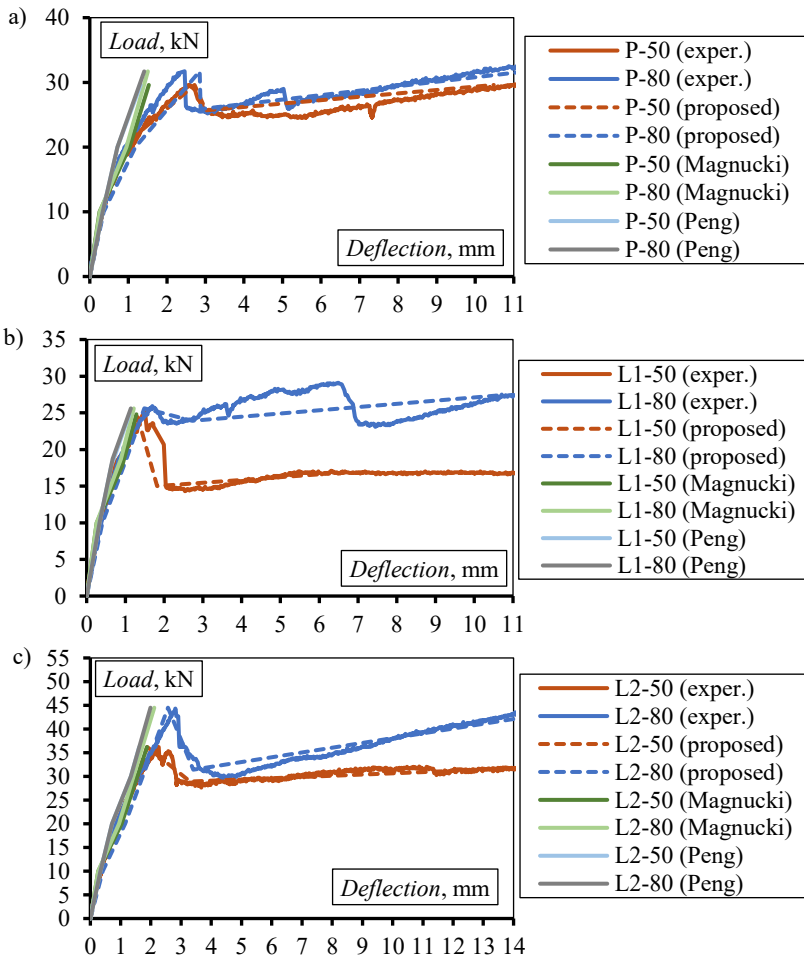 a)
Load, kN
40
30
20
10
0
Deflection, mm
0 1 2 3 4 5 6 7 8 9 10 11
P-50 (exper.)
P-80 (exper.)
P-50 (proposed)
P-80 (proposed)
P-50 (Magnucki)
P-80 (Magnucki)
P-50 (Peng)
P-80 (Peng)
b)
Load, kN
35
30
25
20
15
10
5
0
Deflection, mm
0 1 2 3 4 5 6 7 8 9 10 11
L1-50 (exper.)
L1-80 (exper.)
L1-50 (proposed)
L1-80 (proposed)
L1-50 (Magnucki)
L1-80 (Magnucki)
L1-50 (Peng)
L1-80 (Peng)
c)
Load, kN
55
50
45
40
35
30
25
20
15
10
5
0
Deflection, mm
0 1 2 3 4 5 6 7 8 9 10 11 12 13 14
L2-50 (exper.)
L2-80 (exper.)
L2-50 (proposed)
L2-80 (proposed)
L2-50 (Magnucki)
L2-80 (Magnucki)
L2-50 (Peng)
L2-80 (Peng)